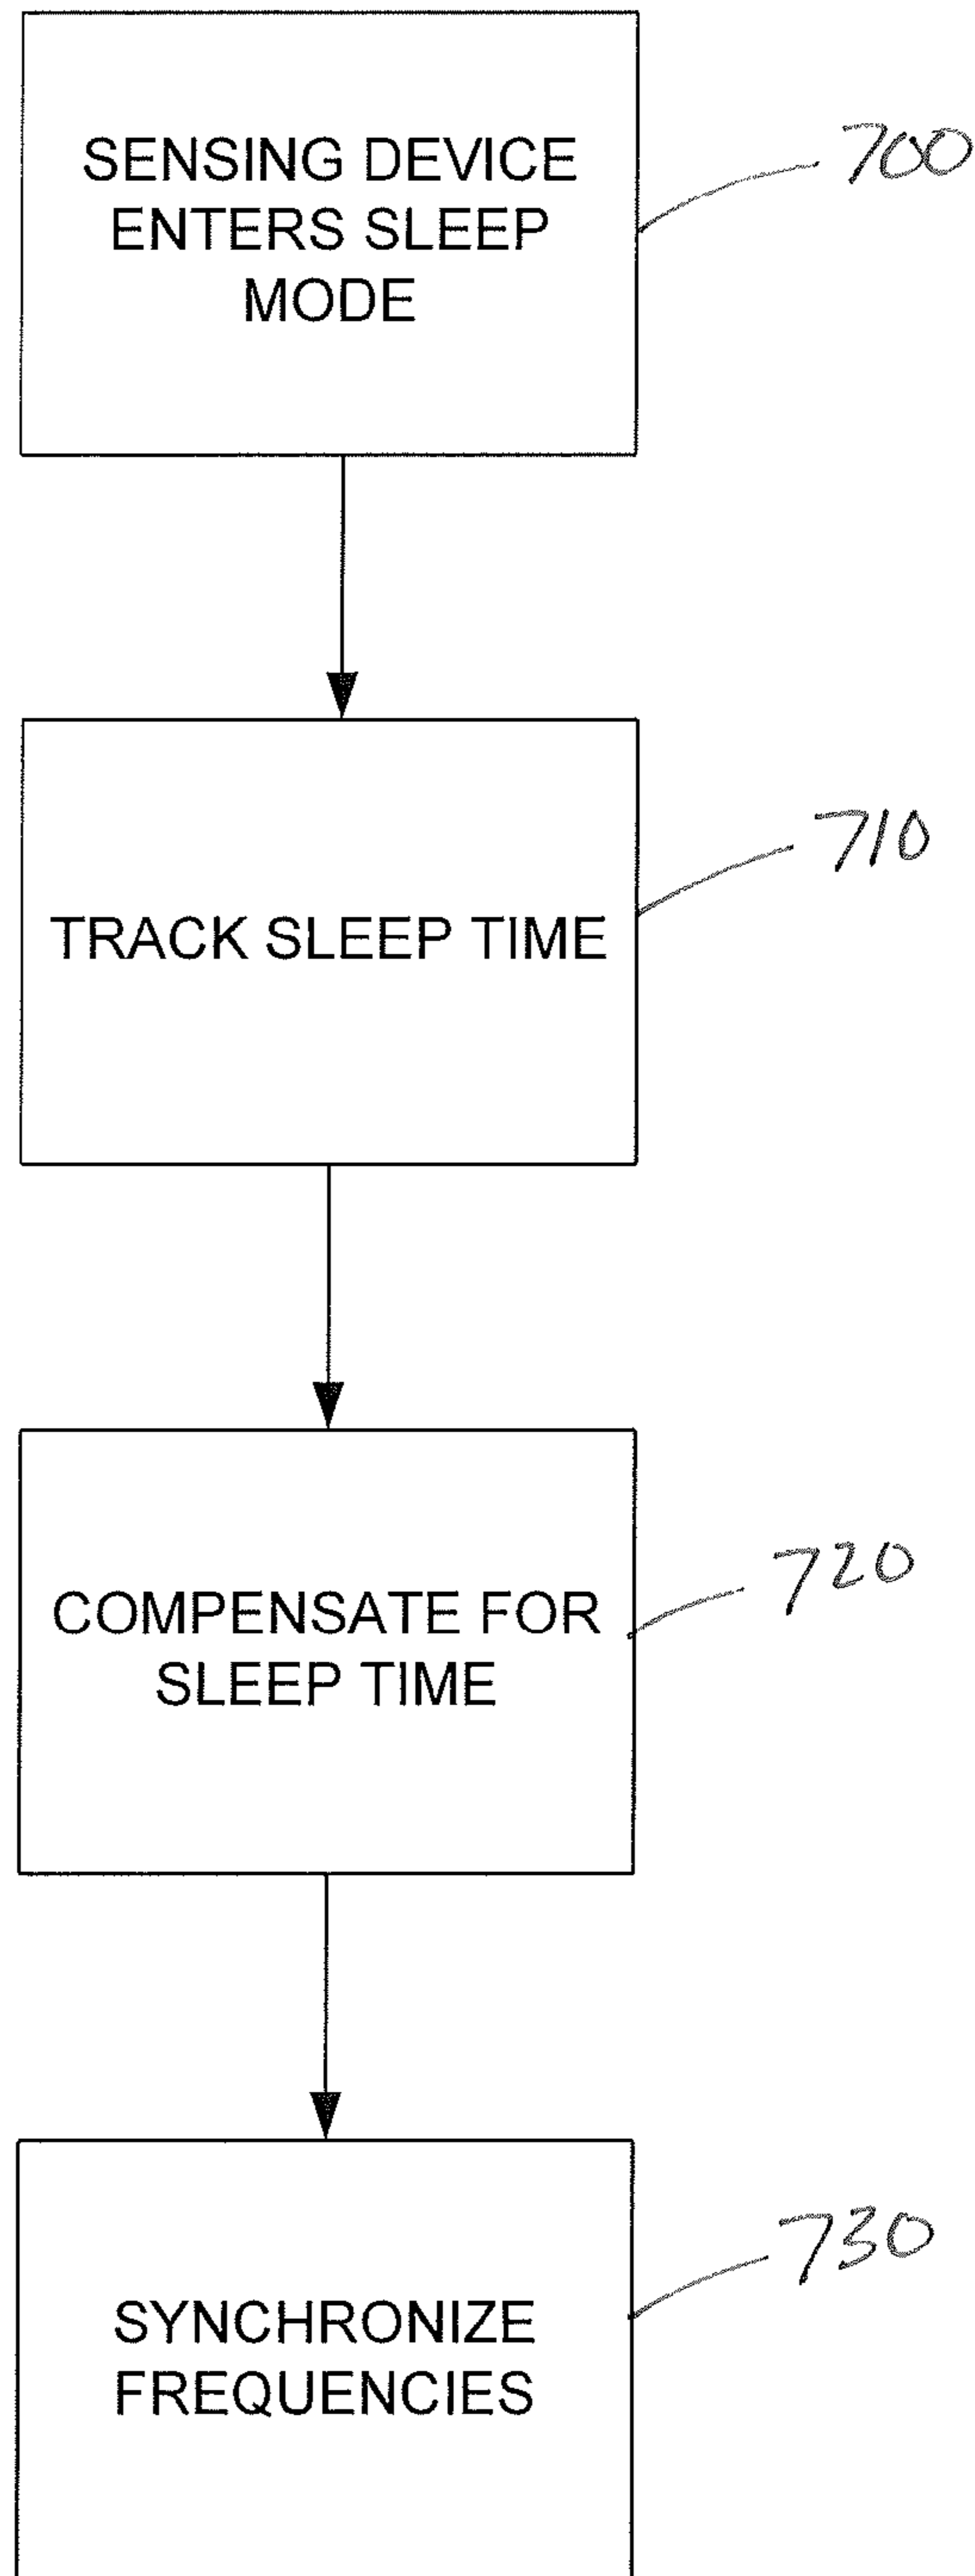 SENSING DEVICE
ENTERS SLEEP
MODE
700
TRACK SLEEP TIME
710
COMPENSATE FOR
SLEEP TIME
720
SYNCHRONIZE
FREQUENCIES
730